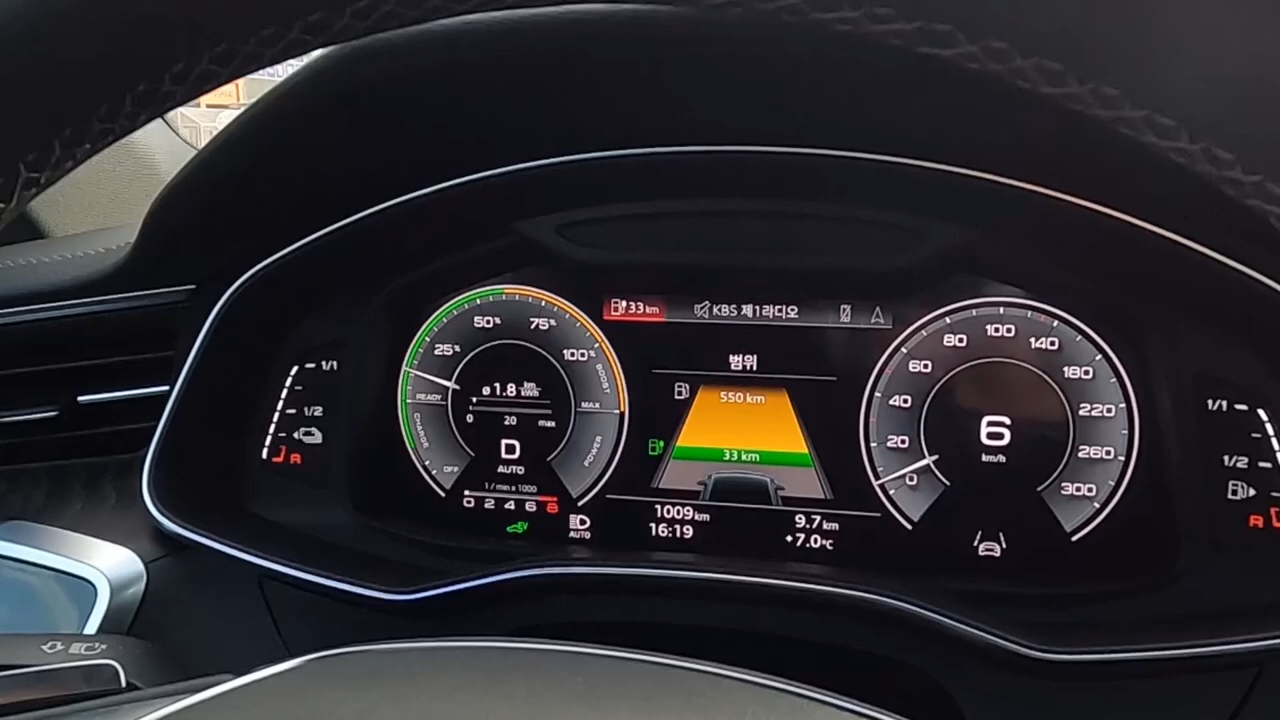 33 km
KBS 제1라디오
범위
550 km
33 km
1009 km
16:19
9.7 km
+7.0 °C
1/1
1/2
R
25%
50%
75%
100%
BOOST
MAX
POWER
READY
CHARGE
OFF
ø 1.8 km/kWh
0 20 max
D
AUTO
1 / min x 1000
0 2 4 6 8
EV
AUTO
0
20
40
60
80
100
140
180
220
260
300
6
km/h
1/1
1/2
R